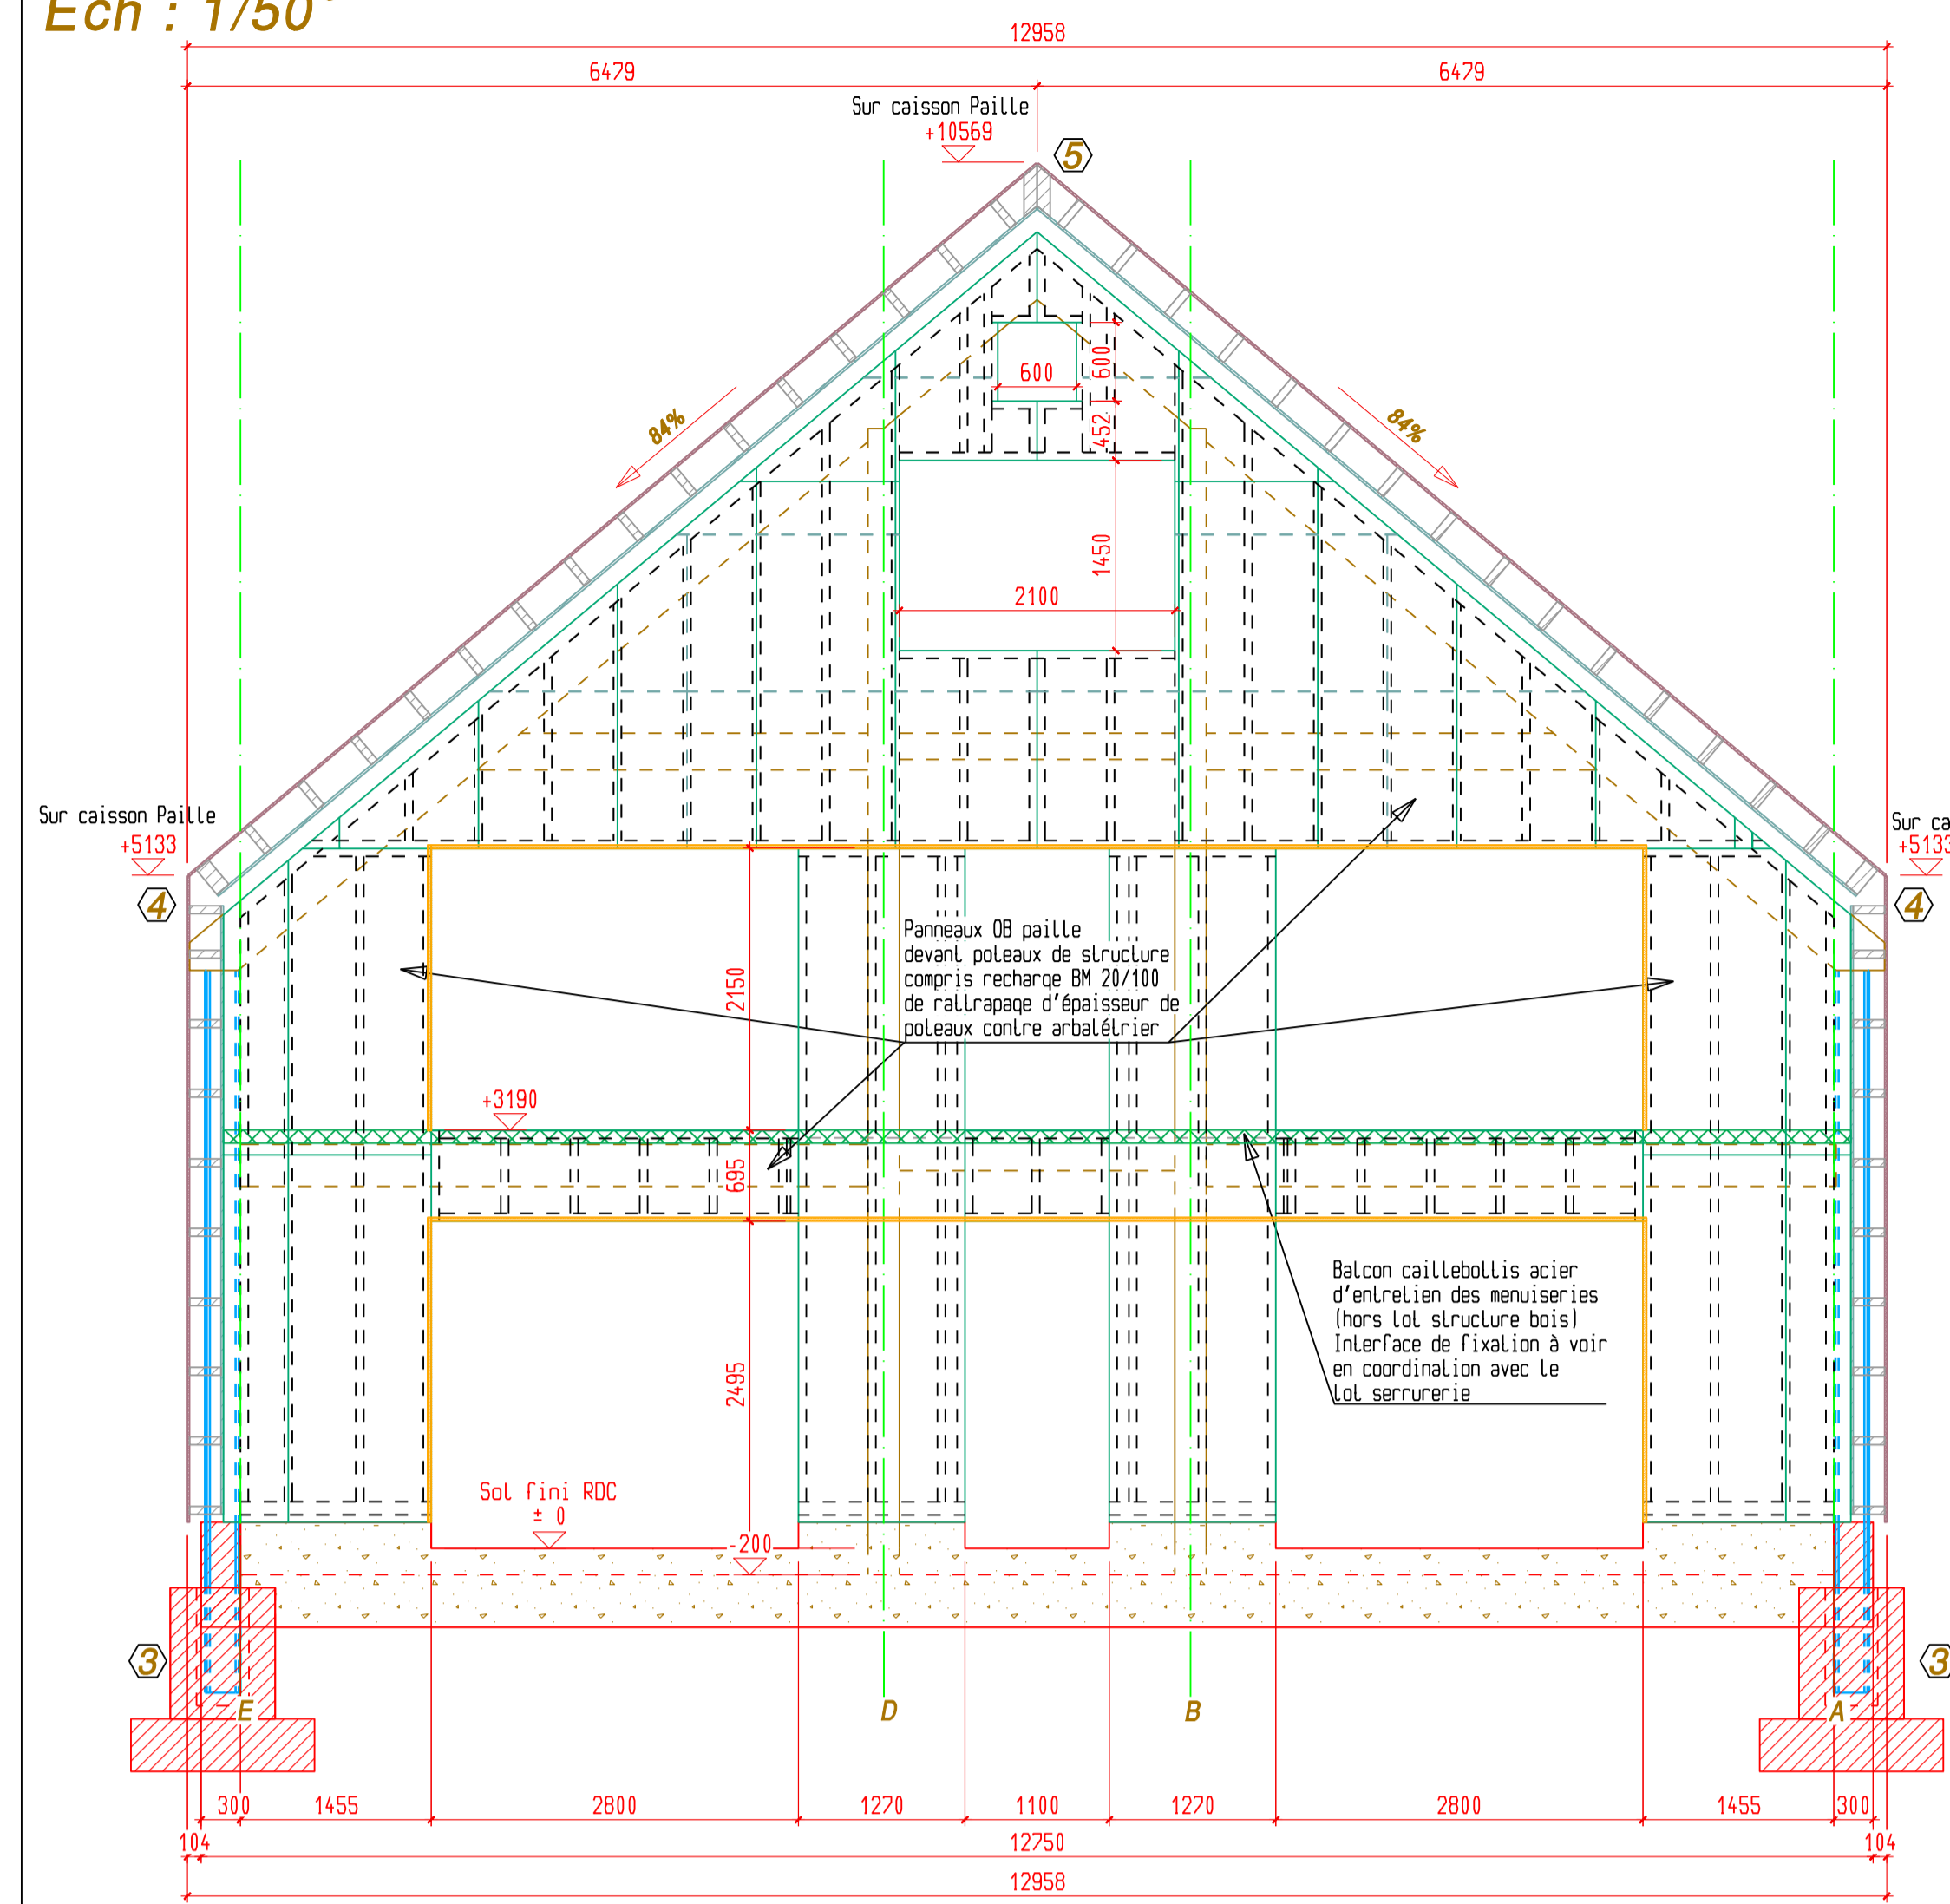 Ech : 1/50°
12958
6479
6479
Sur caisson Paille
+10569
5
600
600
84%
84%
452
1450
2100
Sur caisson Paille
+5133
Sur ca
+5133
4
4
Panneaux OB paille
devant poteaux de structure
compris recharge BM 20/100
de rattrapage d'épaisseur de
poteaux contre arbalétrier
2150
+3190
695
Balcon caillebottis acier
d'entretien des menuiseries
(hors lot structure bois)
Interface de fixation à voir
en coordination avec le
lot serrurerie
2495
Sol fini RDC
± 0
-200
3
3
E
D
B
A
300
1455
2800
1270
1100
1270
2800
1455
300
104
12750
104
12958